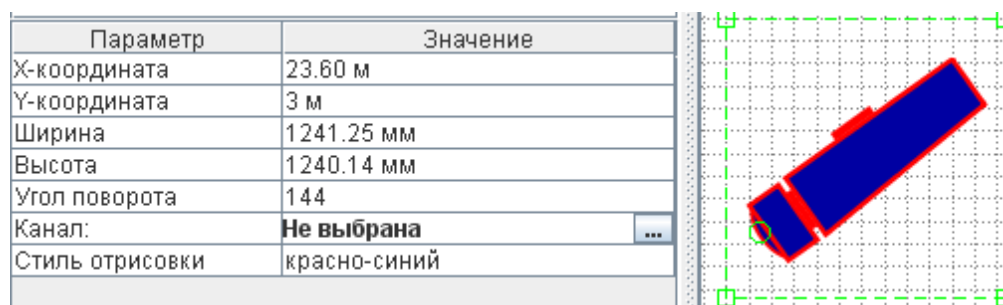 Параметр Значение
X-координата 23.60 м
Y-координата 3 м
Ширина 1241.25 мм
Высота 1240.14 мм
Угол поворота 144
Канал: Не выбрана ...
Стиль отрисовки красно-синий